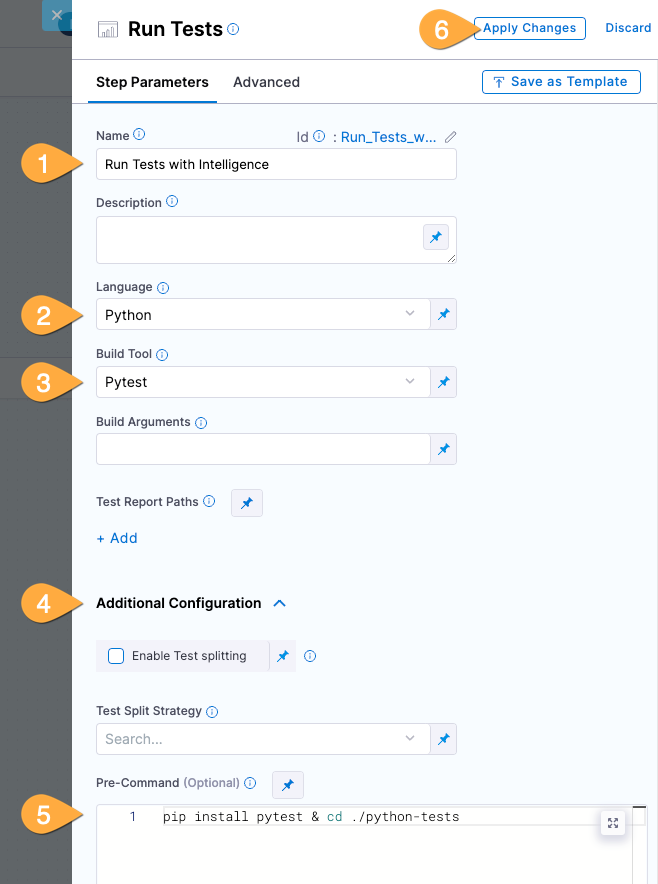 Run Tests
6
Apply Changes
Discard
Step Parameters
Advanced
Save as Template
Name
Id : Run_Tests_w...
1
Run Tests with Intelligence
Description
Language
2
Python
Build Tool
3
Pytest
Build Arguments
Test Report Paths
+ Add
4
Additional Configuration
Enable Test splitting
Test Split Strategy
Search...
Pre-Command (Optional)
5
1 pip install pytest & cd ./python-tests